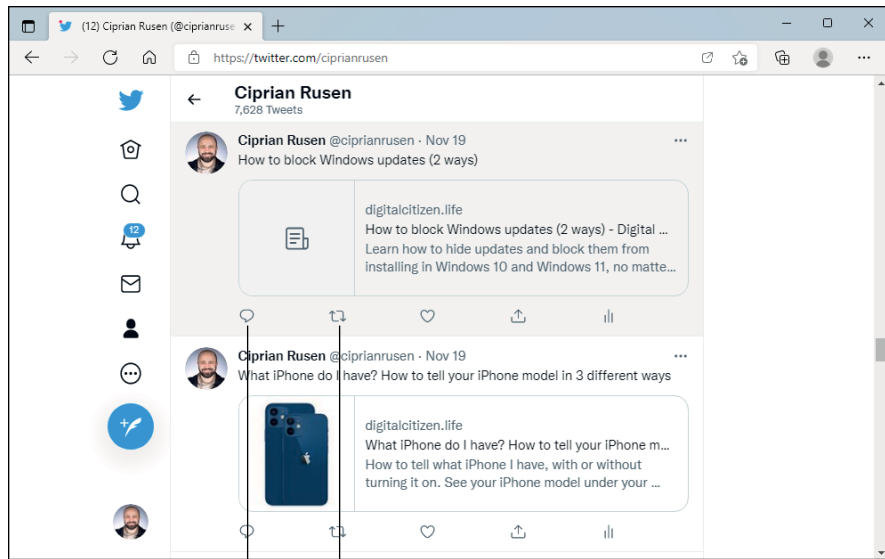 (12) Ciprian Rusen (@ciprianruse
https://twitter.com/ciprianrusen
Ciprian Rusen
7,628 Tweets
Ciprian Rusen @ciprianrusen · Nov 19
How to block Windows updates (2 ways)
digitalcitizen.life
How to block Windows updates (2 ways) - Digital ...
Learn how to hide updates and block them from
installing in Windows 10 and Windows 11, no matte...
12
Ciprian Rusen @ciprianrusen · Nov 19
What iPhone do I have? How to tell your iPhone model in 3 different ways
digitalcitizen.life
What iPhone do I have? How to tell your iPhone m...
How to tell what iPhone I have, with or without
turning it on. See your iPhone model under your ...